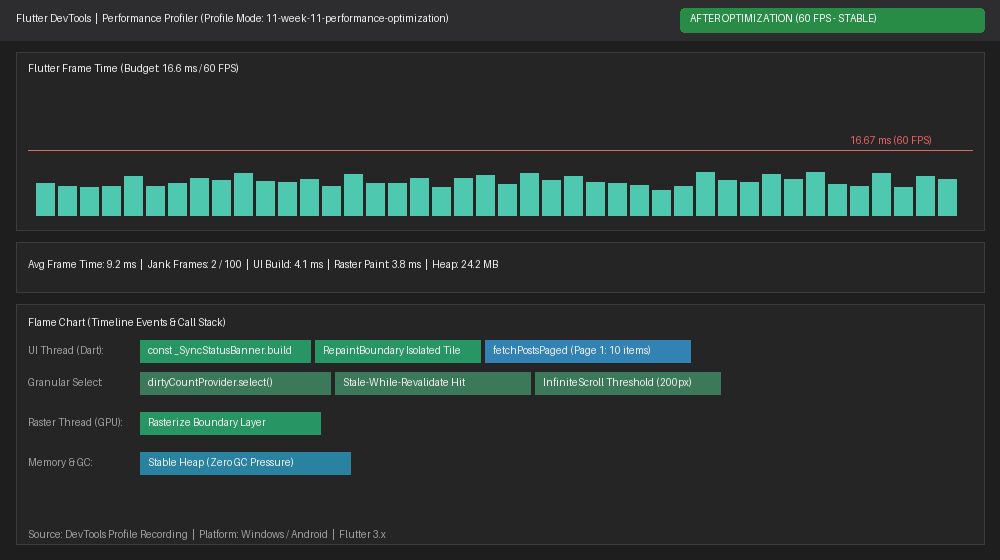 Flutter DevTools | Performance Profiler (Profile Mode: 11-week-11-performance-optimization)
AFTER OPTIMIZATION (60 FPS - STABLE)
Flutter Frame Time (Budget: 16.6 ms / 60 FPS)
16.67 ms (60 FPS)
Avg Frame Time: 9.2 ms | Jank Frames: 2 / 100 | UI Build: 4.1 ms | Raster Paint: 3.8 ms | Heap: 24.2 MB
Flame Chart (Timeline Events & Call Stack)
UI Thread (Dart): const _SyncStatusBanner.build RepaintBoundary Isolated Tile fetchPostsPaged (Page 1: 10 items)
Granular Select: dirtyCountProvider.select() Stale-While-Revalidate Hit InfiniteScroll Threshold (200px)
Raster Thread (GPU): Rasterize Boundary Layer
Memory & GC: Stable Heap (Zero GC Pressure)
Source: DevTools Profile Recording | Platform: Windows / Android | Flutter 3.x